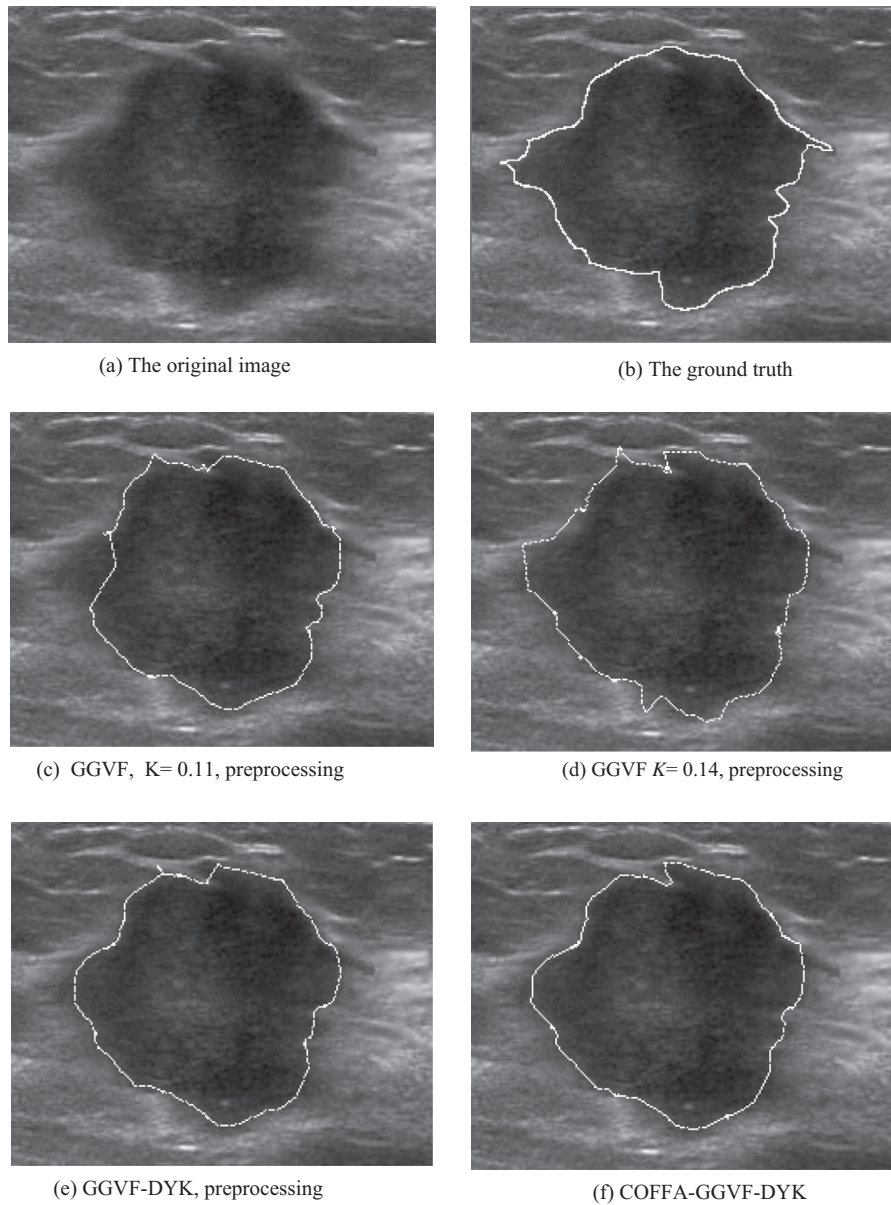 (a) The original image
(b) The ground truth
(c) GGVF, K= 0.11, preprocessing
(d) GGVF K= 0.14, preprocessing
(e) GGVF-DYK, preprocessing
(f) COFFA-GGVF-DYK